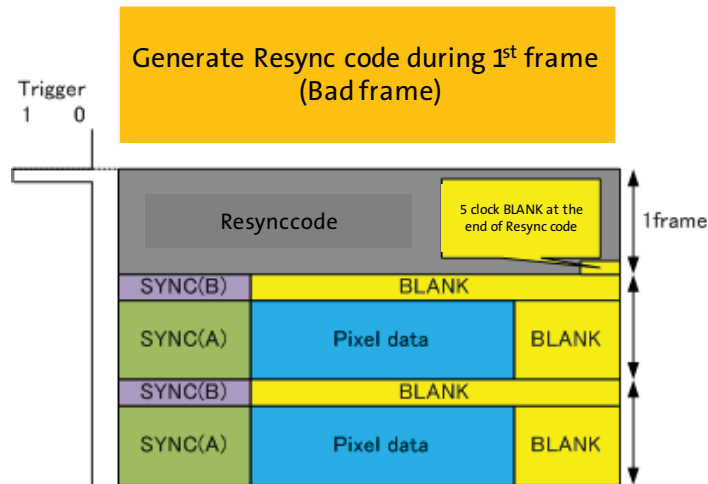 Generate Resync code during 1st frame
(Bad frame)
Trigger
1 0
Resynccode
5 clock BLANK at the
end of Resync code
1frame
SYNC(B) BLANK
SYNC(A) Pixel data BLANK
SYNC(B) BLANK
SYNC(A) Pixel data BLANK